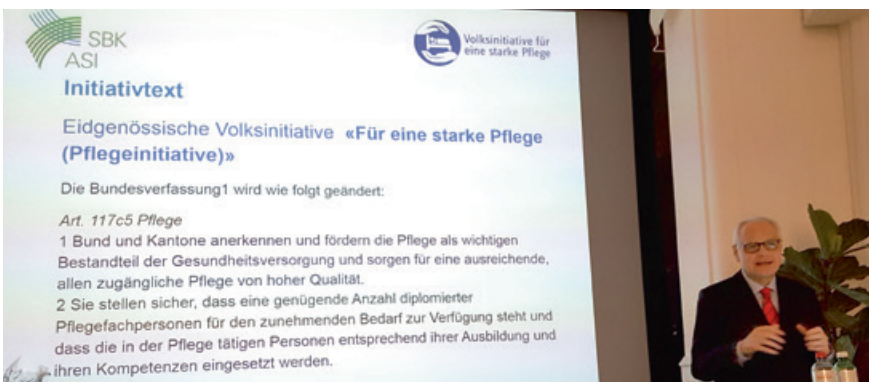 SBK
ASI
Volksinitiative für
eine starke Pflege
Initiativtext
Eidgenössische Volksinitiative «Für eine starke Pflege
(Pflegeinitiative)»
Die Bundesverfassung1 wird wie folgt geändert:
Art. 117c5 Pflege
1 Bund und Kantone anerkennen und fördern die Pflege als wichtigen
Bestandteil der Gesundheitsversorgung und sorgen für eine ausreichende,
allen zugängliche Pflege von hoher Qualität.
2 Sie stellen sicher, dass eine genügende Anzahl diplomierter
Pflegefachpersonen für den zunehmenden Bedarf zur Verfügung steht und
dass die in der Pflege tätigen Personen entsprechend ihrer Ausbildung und
ihren Kompetenzen eingesetzt werden.